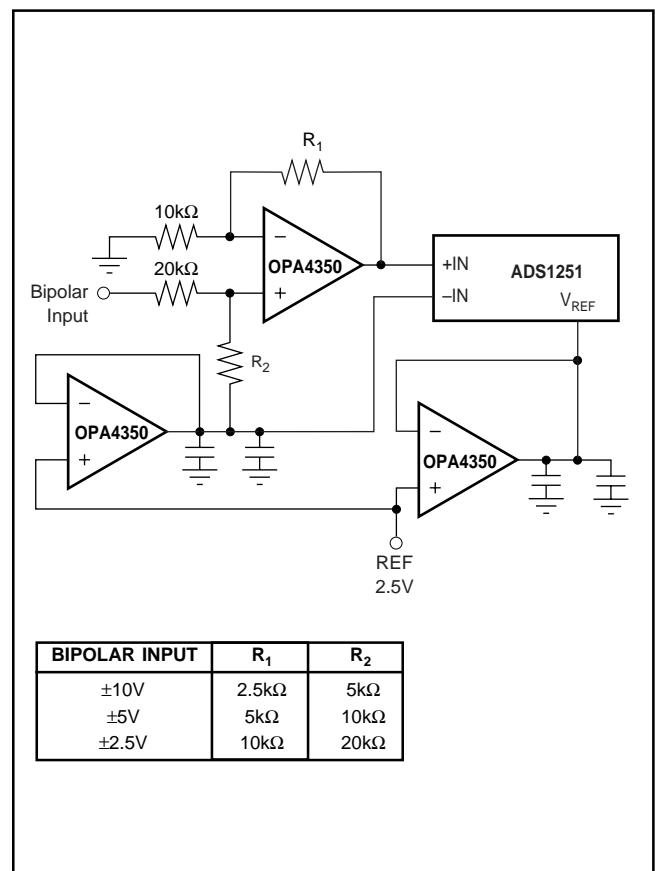 R₁
10kΩ
OPA4350
20kΩ
Bipolar
Input
−
+
+IN
−IN
ADS1251
V_REF
R₂
−
+
OPA4350
−
+
OPA4350
REF
2.5V
BIPOLAR INPUT R₁ R₂
±10V 2.5kΩ 5kΩ
±5V 5kΩ 10kΩ
±2.5V 10kΩ 20kΩ